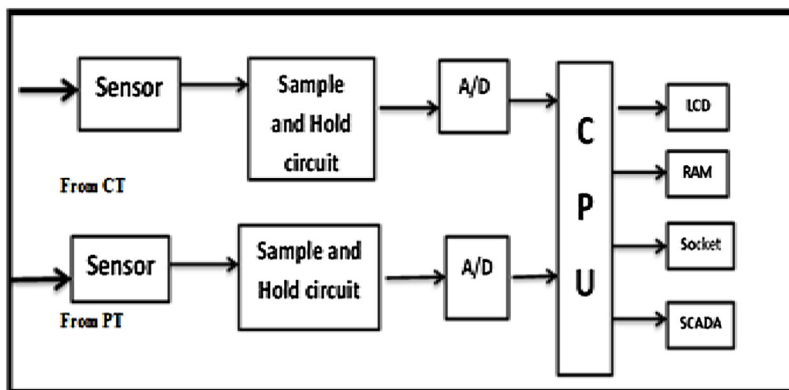 Sensor
Sample
and Hold
circuit
A/D
C
P
U
LCD
RAM
Socket
SCADA
From CT
Sensor
Sample and
Hold circuit
A/D
From PT